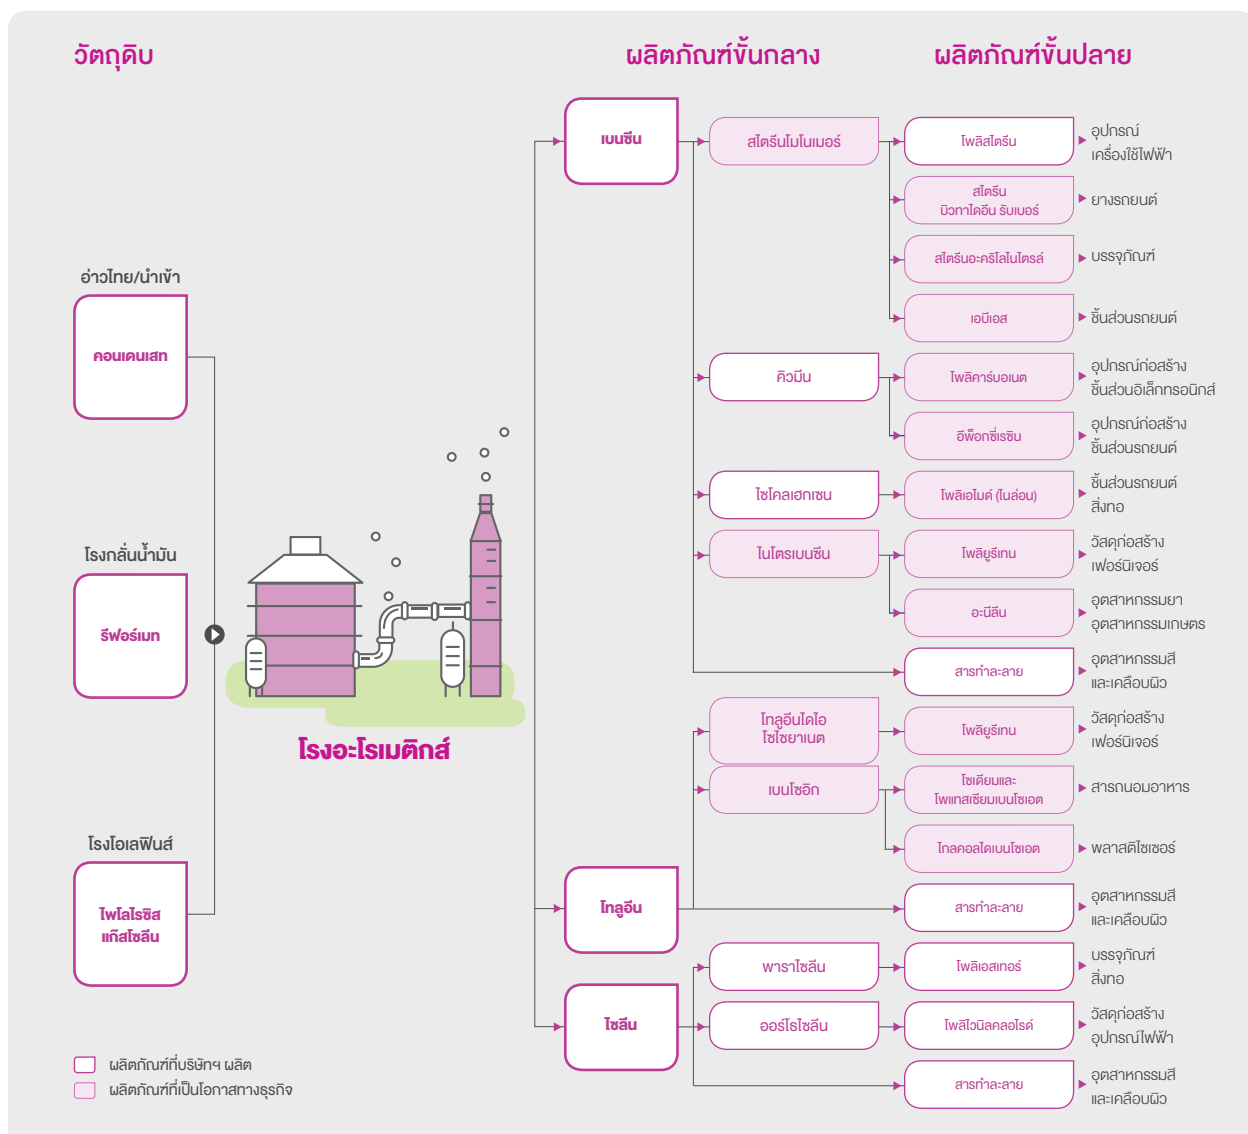 วัตถุดิบ
ผลิตภัณฑ์ขั้นกลาง
ผลิตภัณฑ์ขั้นปลาย
อ่าวไทย/นำเข้า
คอนเดนเสท
โรงกลั่นน้ำมัน
รีฟอร์เมท
โรงโอเลฟินส์
ไพโลไรซิส
แก๊สโซลีน
โรงอะโรเมติกส์
เบนซีน
สไตรีนโมโนเมอร์
โพลิสไตรีน
อุปกรณ์
เครื่องใช้ไฟฟ้า
สไตรีน
บิวทาไดอีน รับเบอร์
ยางรถยนต์
สไตรีนอะคริโลไนไตรล์
บรรจุภัณฑ์
เอบีเอส
ชิ้นส่วนรถยนต์
คิวมีน
โพลิคาร์บอเนต
อุปกรณ์ก่อสร้าง
ชิ้นส่วนอิเล็กทรอนิกส์
อีพ็อกซี่เรซิน
อุปกรณ์ก่อสร้าง
ชิ้นส่วนรถยนต์
ไซโคลเฮกเซน
โพลิเอไมด์ (ไนล่อน)
ชิ้นส่วนรถยนต์
สิ่งทอ
ไนโตรเบนซีน
โพลิยูรีเทน
วัสดุก่อสร้าง
เฟอร์นิเจอร์
อะนีลีน
อุตสาหกรรมยา
อุตสาหกรรมเกษตร
สารทำละลาย
อุตสาหกรรมสี
และเคลือบผิว
โทลูอีน
โทลูอีนไดไอ
โซไซยาเนต
โพลิยูรีเทน
วัสดุก่อสร้าง
เฟอร์นิเจอร์
เบนโซอิก
โซเดียมและ
โพแทสเซียมเบนโซเอต
สารถนอมอาหาร
ไกลคอลไดเบนโซเอต
พลาสติไซเซอร์
สารทำละลาย
อุตสาหกรรมสี
และเคลือบผิว
ไซลีน
พาราไซลีน
โพลิเอสเทอร์
บรรจุภัณฑ์
สิ่งทอ
ออร์โธไซลีน
โพลิไวนิลคลอไรด์
วัสดุก่อสร้าง
อุปกรณ์ไฟฟ้า
สารทำละลาย
อุตสาหกรรมสี
และเคลือบผิว
ผลิตภัณฑ์ที่บริษัทฯ ผลิต
ผลิตภัณฑ์ที่เป็นโอกาสทางธุรกิจ